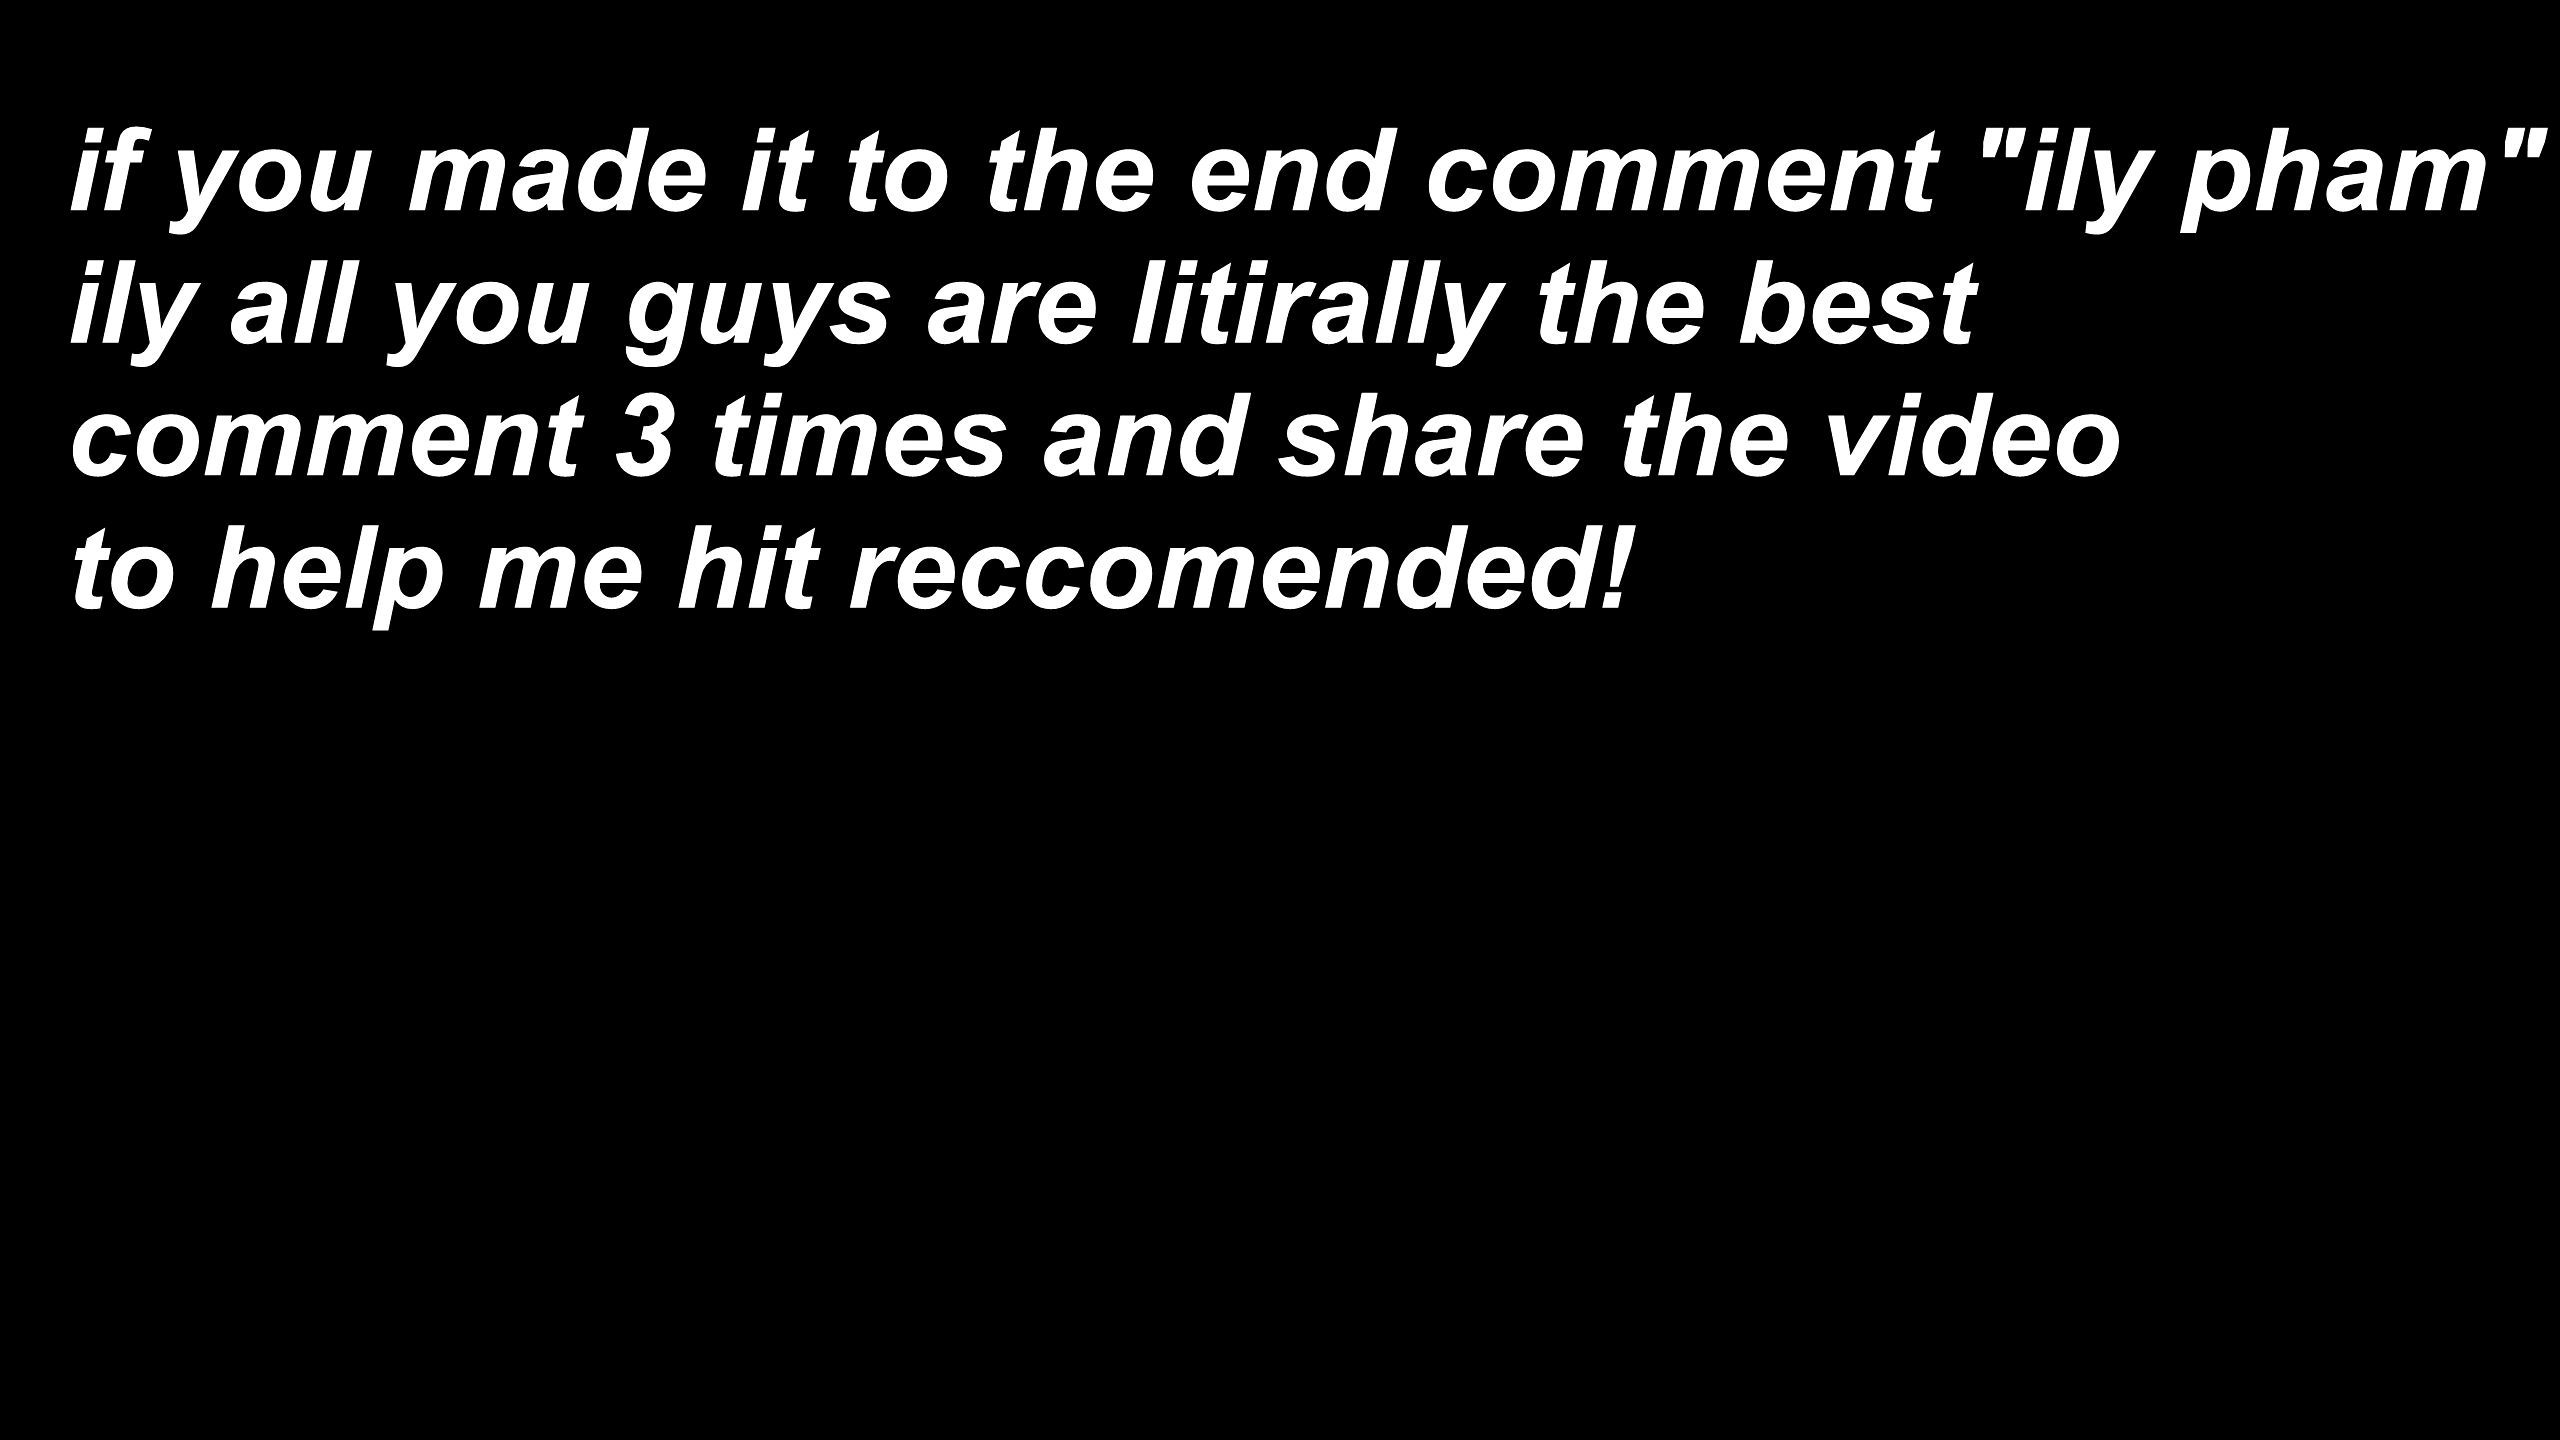 if you made it to the end comment "ily pham"
ily all you guys are litirally the best
comment 3 times and share the video
to help me hit reccomended!